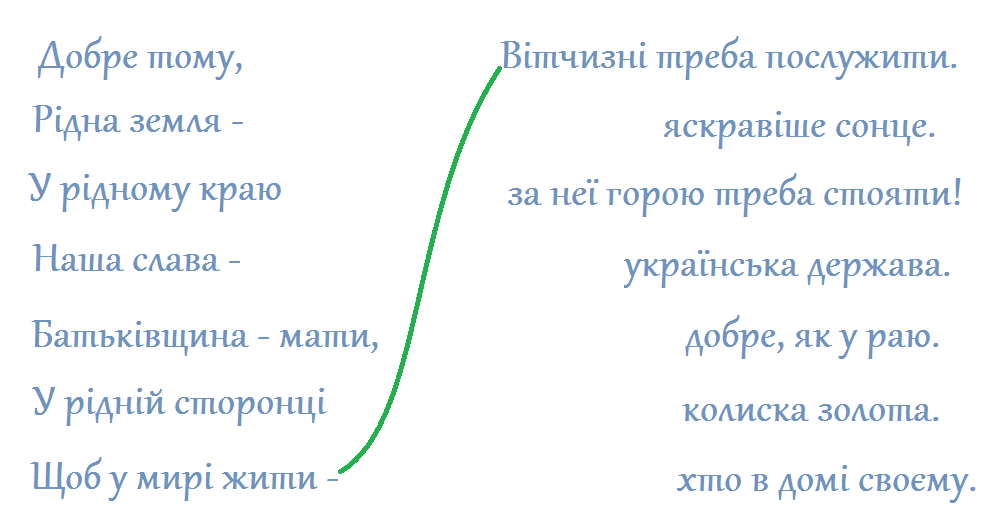 Добре тому,
Рідна земля -
У рідному краю
Наша слава -
Батьківщина - мати,
У рідній сторонці
Щоб у мирі жити -
Вітчизні треба послужити.
яскравіше сонце.
за неї горою треба стояти!
українська держава.
добре, як у раю.
колиска золота.
хто в домі своєму.